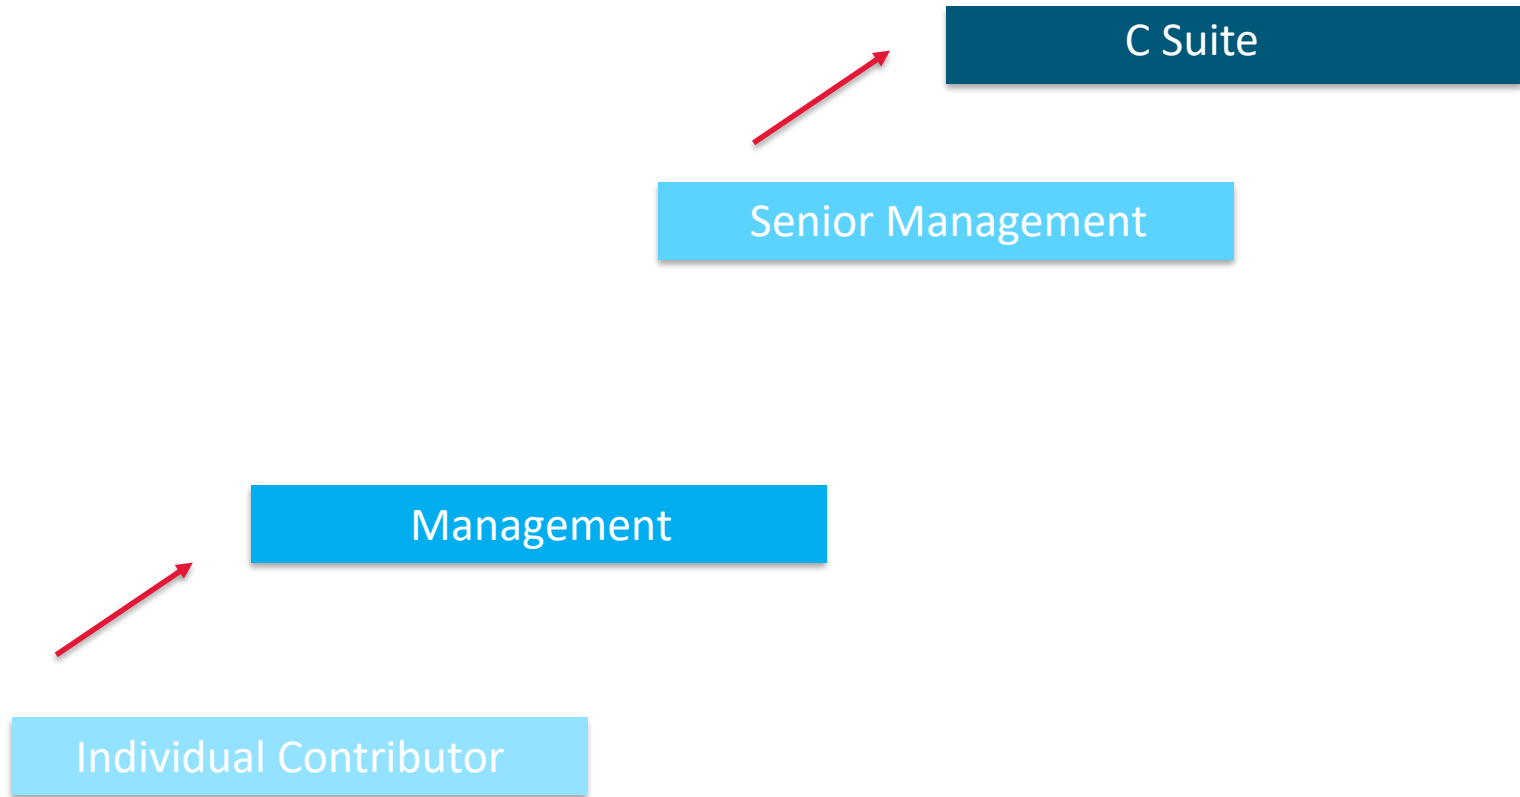 C Suite
Senior Management
Management
Individual Contributor